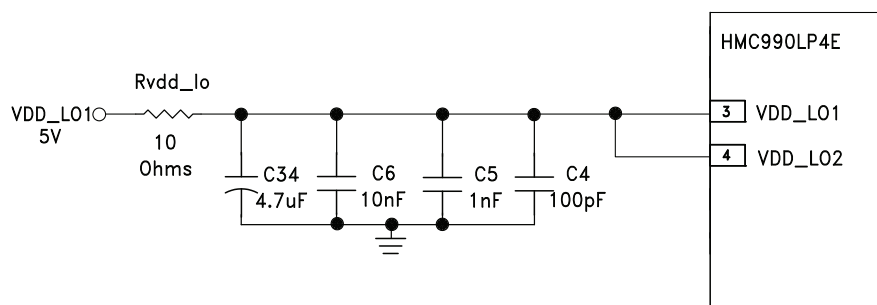 HMC990LP4E
Rvdd_lo
VDD_LO1
5V
10
Ohms
3 VDD_LO1
4 VDD_LO2
C34
4.7uF
C6
10nF
C5
1nF
C4
100pF